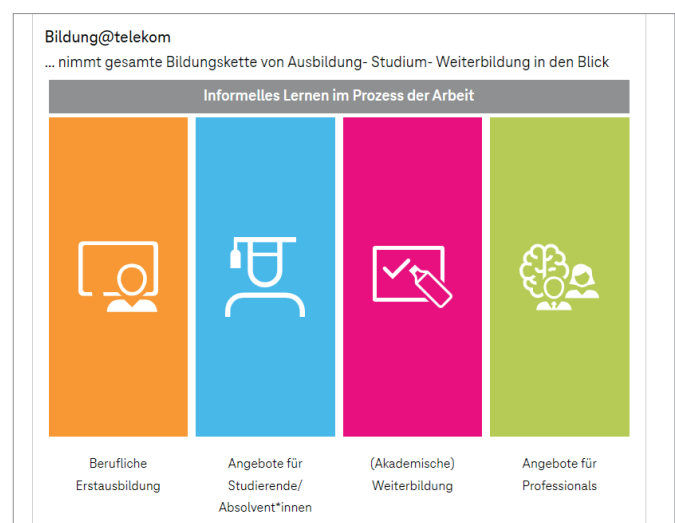 Bildung@telekom
... nimmt gesamte Bildungskette von Ausbildung- Studium- Weiterbildung in den Blick
Informelles Lernen im Prozess der Arbeit
Berufliche
Erstausbildung
Angebote für
Studierende/
Absolvent*innen
(Akademische)
Weiterbildung
Angebote für
Professionals